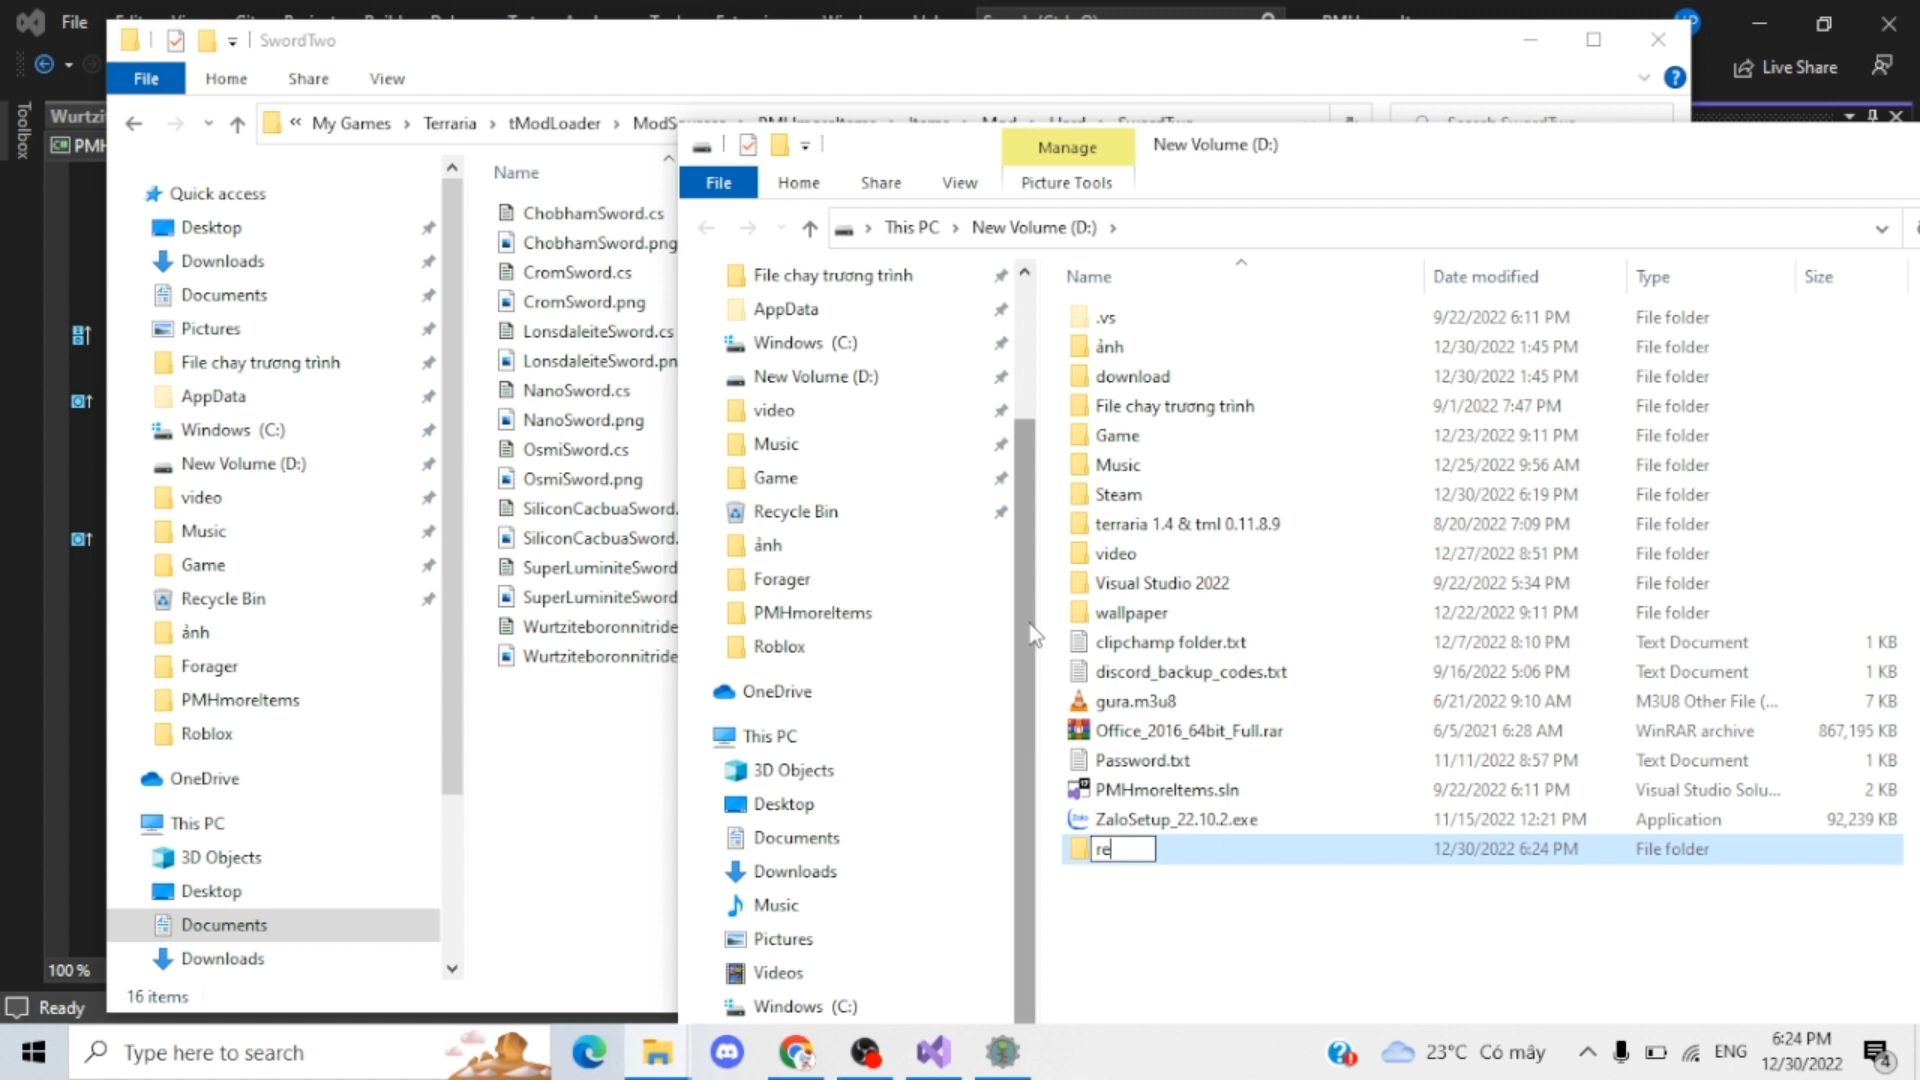 File
SwordTwo
File Home Share View
Live Share
« My Games > Terraria > tModLoader >
Toolbox
Name
Quick access
Desktop
Downloads
Documents
Pictures
File chay trương trình
AppData
Windows (C:)
New Volume (D:)
video
Music
Game
Recycle Bin
ảnh
Forager
PMHmoreItems
Roblox
OneDrive
This PC
3D Objects
Desktop
Documents
Downloads
16 items
ChobhamSword.cs
ChobhamSword.png
CromSword.cs
CromSword.png
LonsdaleiteSword.cs
LonsdaleiteSword.pn
NanoSword.cs
NanoSword.png
OsmiSword.cs
OsmiSword.png
SiliconCacbuaSword.
SiliconCacbuaSword.
SuperLuminiteSword
SuperLuminiteSword
Wurtziteboronnitride
Wurtziteboronnitride
Manage New Volume (D:)
File Home Share View Picture Tools
> This PC > New Volume (D:) >
File chay trương trình
AppData
Windows (C:)
New Volume (D:)
video
Music
Game
Recycle Bin
ảnh
Forager
PMHmoreItems
Roblox
OneDrive
This PC
3D Objects
Desktop
Documents
Downloads
Music
Pictures
Videos
Windows (C:)
Name Date modified Type Size
.vs 9/22/2022 6:11 PM File folder
ảnh 12/30/2022 1:45 PM File folder
download 12/30/2022 1:45 PM File folder
File chay trương trình 9/1/2022 7:47 PM File folder
Game 12/23/2022 9:11 PM File folder
Music 12/25/2022 9:56 AM File folder
Steam 12/30/2022 6:19 PM File folder
terraria 1.4 & tml 0.11.8.9 8/20/2022 7:09 PM File folder
video 12/27/2022 8:51 PM File folder
Visual Studio 2022 9/22/2022 5:34 PM File folder
wallpaper 12/22/2022 9:11 PM File folder
clipchamp folder.txt 12/7/2022 8:10 PM Text Document 1 KB
discord_backup_codes.txt 9/16/2022 5:06 PM Text Document 1 KB
gura.m3u8 6/21/2022 9:10 AM M3U8 Other File (... 7 KB
Office_2016_64bit_Full.rar 6/5/2021 6:28 AM WinRAR archive 867,195 KB
Password.txt 11/11/2022 8:57 PM Text Document 1 KB
PMHmoreItems.sln 9/22/2022 6:11 PM Visual Studio Solu... 2 KB
ZaloSetup_22.10.2.exe 11/15/2022 12:21 PM Application 92,239 KB
re 12/30/2022 6:24 PM File folder
100 %
Ready
Type here to search
23°C Có mây
ENG
6:24 PM
12/30/2022
4